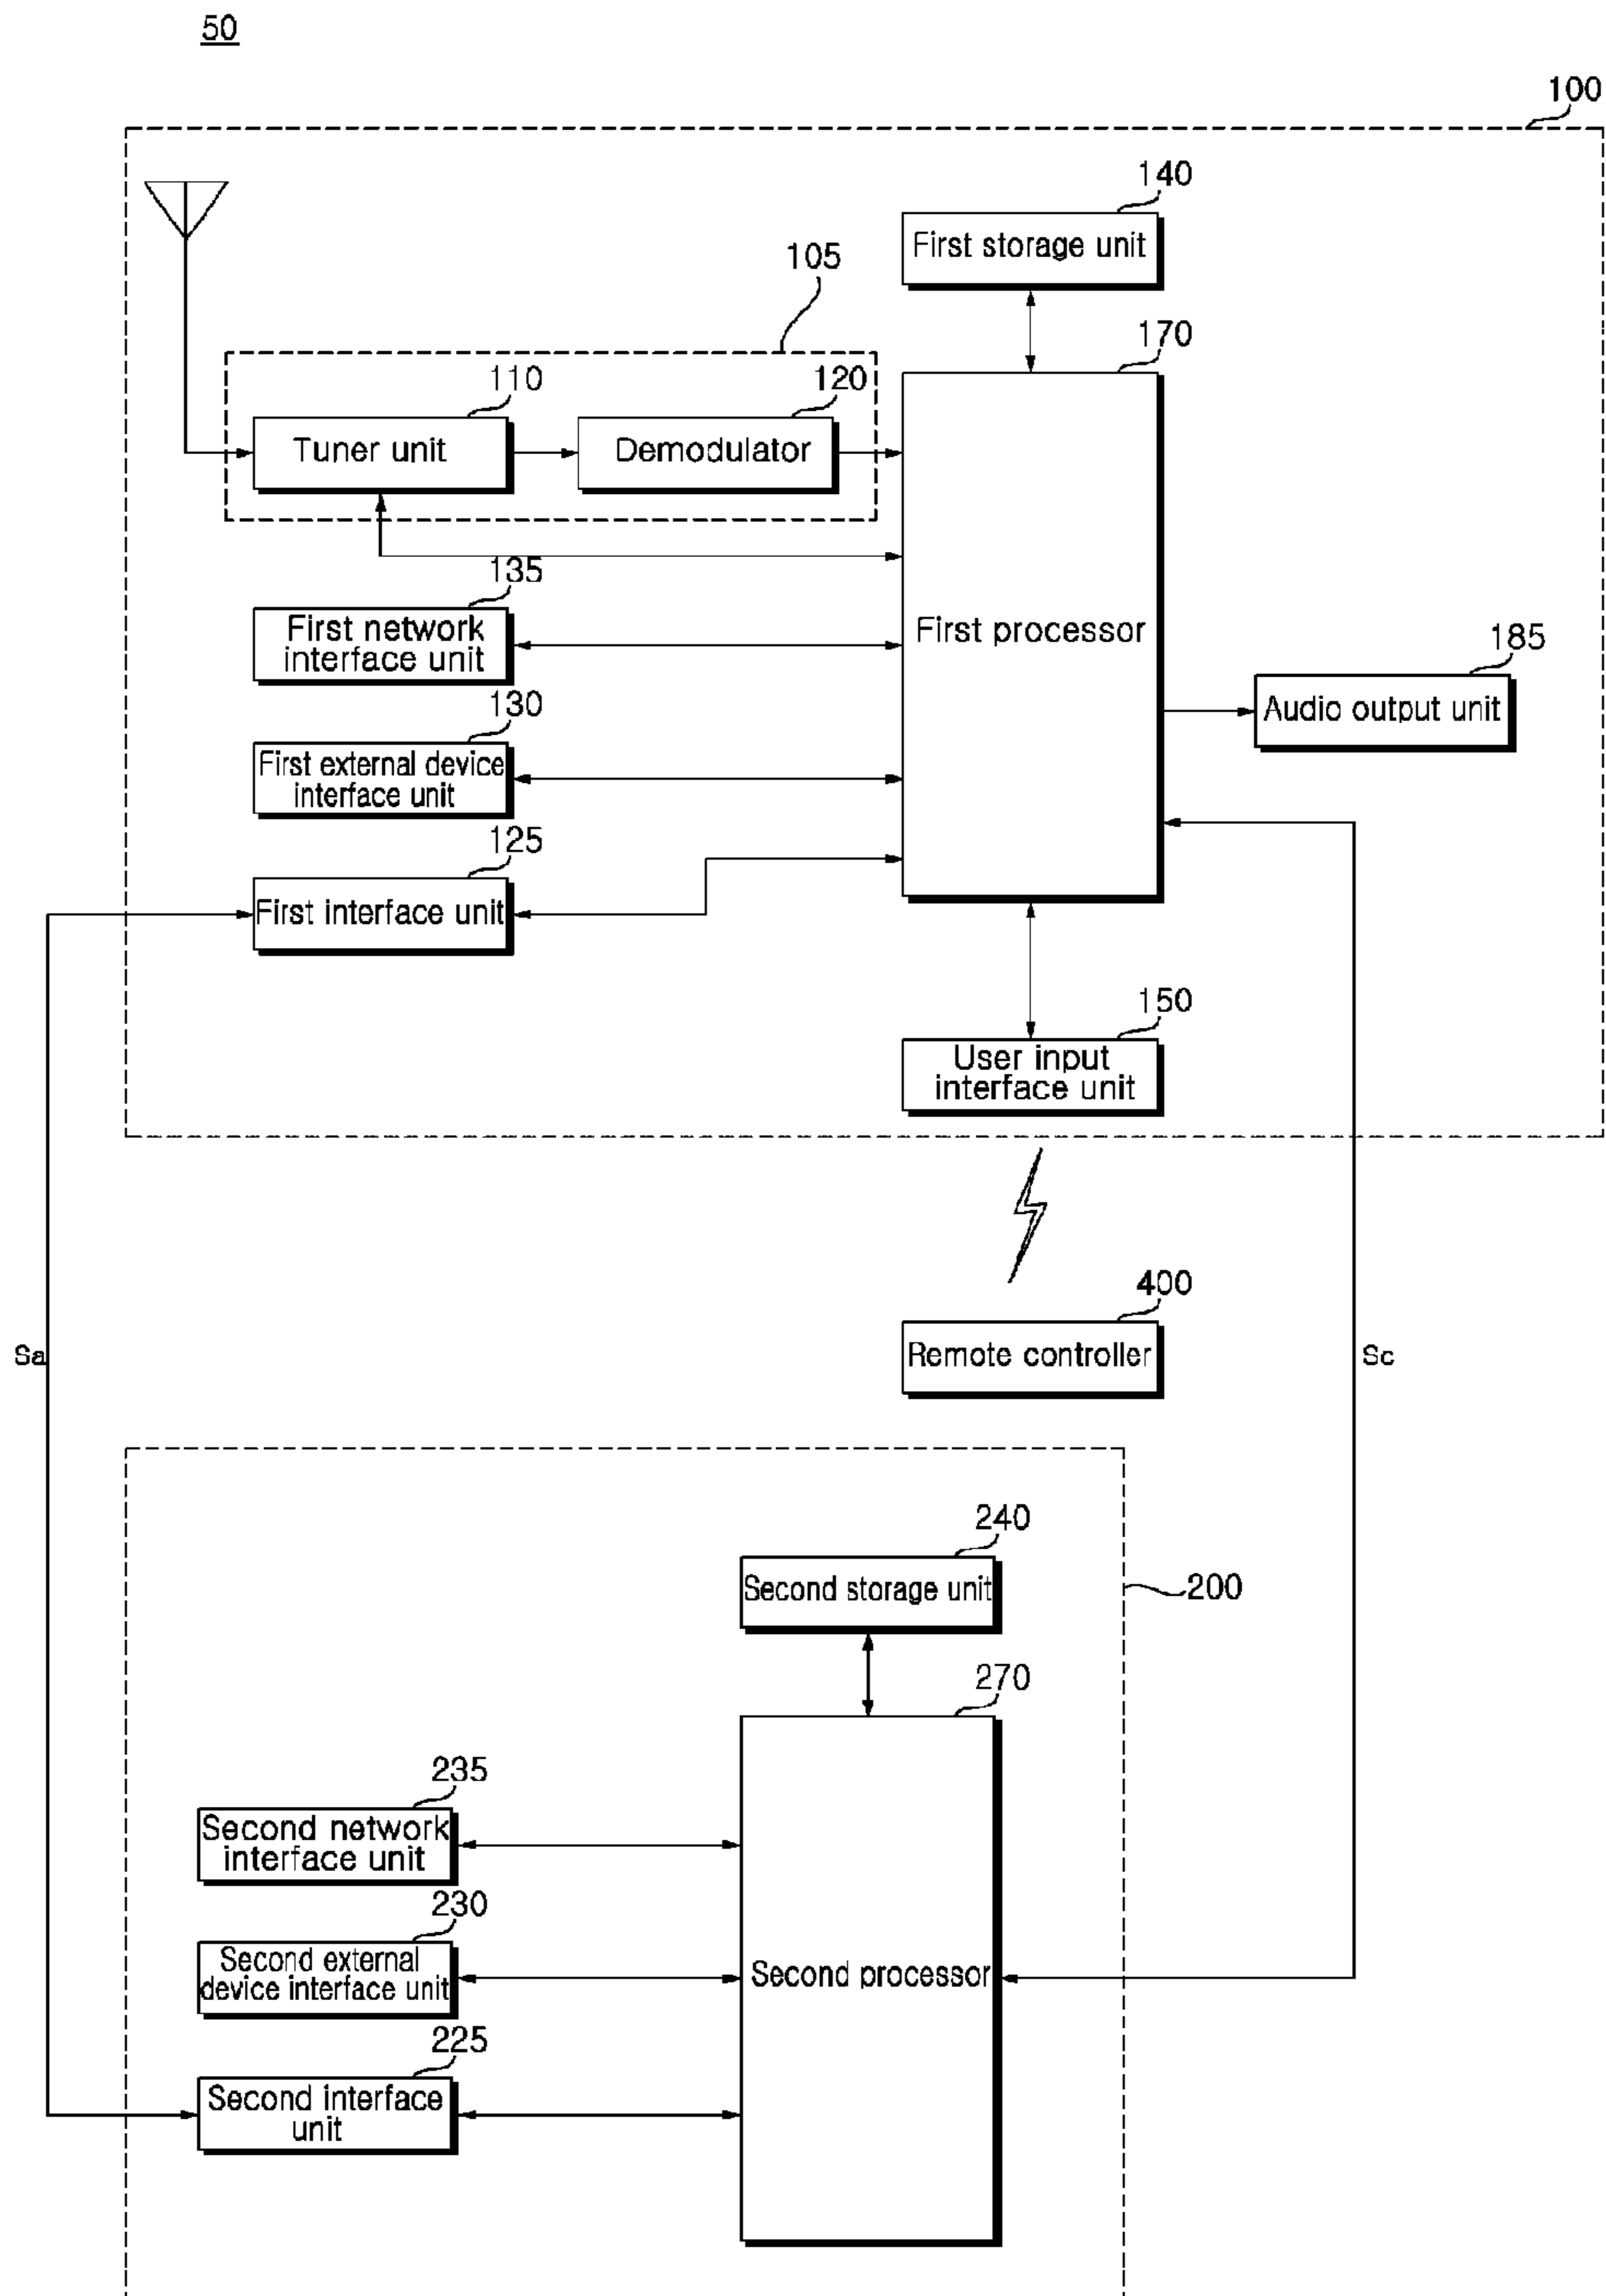 50
100
140
First storage unit
105
170
110
120
Tuner unit
Demodulator
135
First network
interface unit
First processor
185
Audio output unit
130
First external device
interface unit
125
First interface unit
150
User input
interface unit
400
Remote controller
Sa
Sc
240
Second storage unit
200
270
235
Second network
interface unit
230
Second external
device interface unit
Second processor
225
Second interface
unit